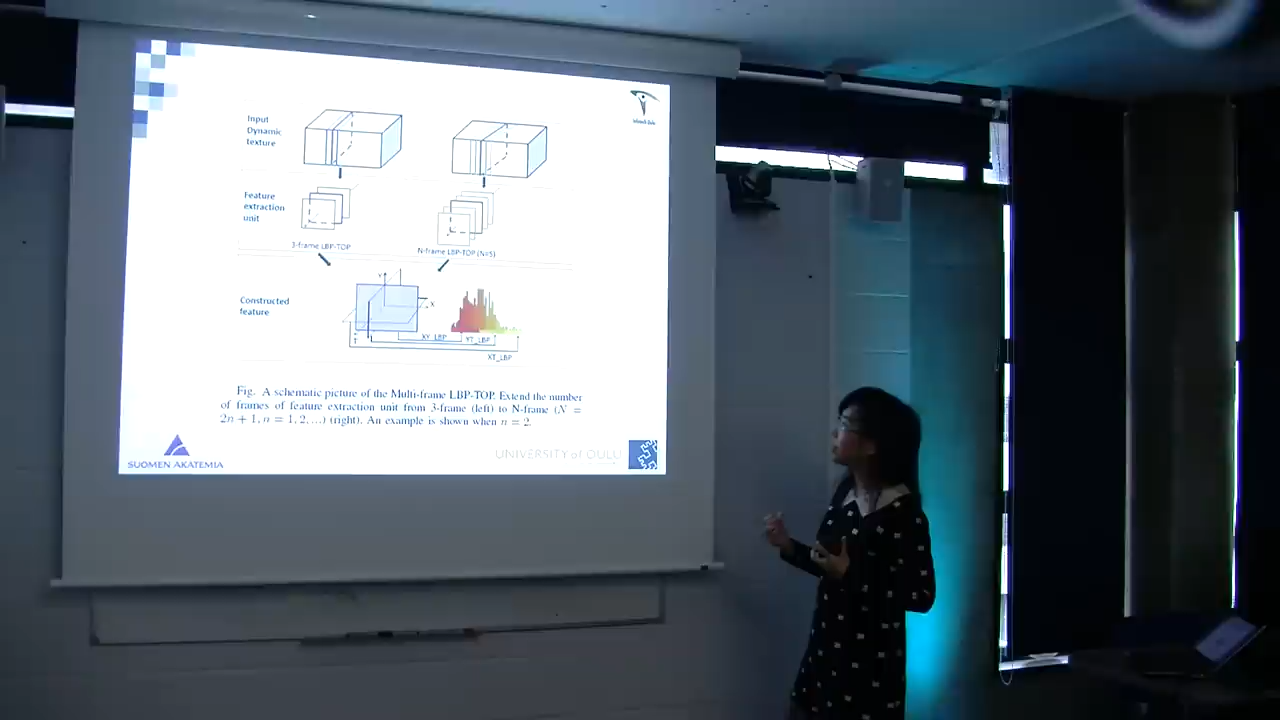 Input
Dynamic
texture
Feature
extraction
unit
3-frame LBP-TOP
N-frame LBP-TOP (N=5)
Constructed
feature
Y
X
T
XY_LBP
YT_LBP
XT_LBP
Fig. A schematic picture of the Multi-frame LBP-TOP. Extend the number
of frames of feature extraction unit from 3-frame (left) to N-frame (N =
2n + 1, n = 1, 2, ...) (right). An example is shown when n = 2.
SUOMEN AKATEMIA
UNIVERSITY of OULU